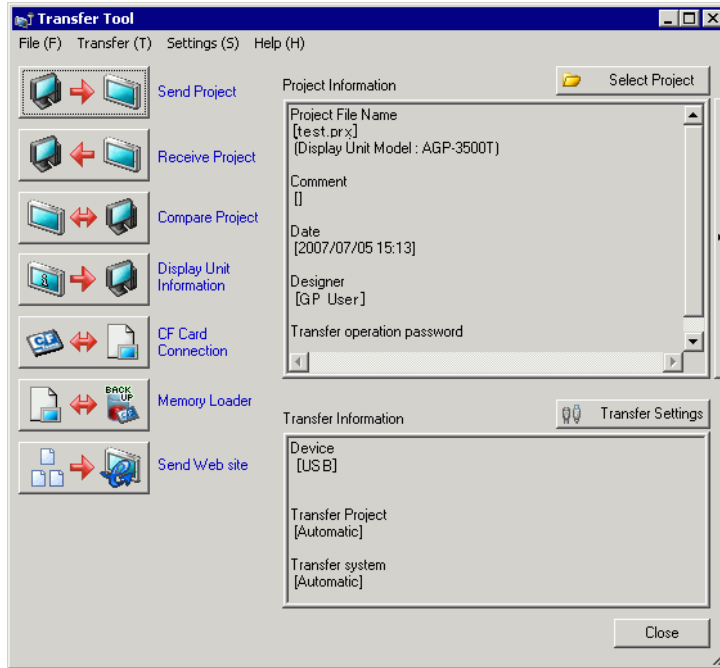 Transfer Tool
File (F) Transfer (T) Settings (S) Help (H)
Send Project
Receive Project
Compare Project
Display Unit
Information
CF Card
Connection
Memory Loader
Send Web site
Project Information
Select Project
Project File Name
[test.prx]
(Display Unit Model : AGP-3500T)
Comment
[]
Date
[2007/07/05 15:13]
Designer
[GP User]
Transfer operation password
Transfer Information
Transfer Settings
Device
[USB]
Transfer Project
[Automatic]
Transfer system
[Automatic]
Close
CF
BACK
UP